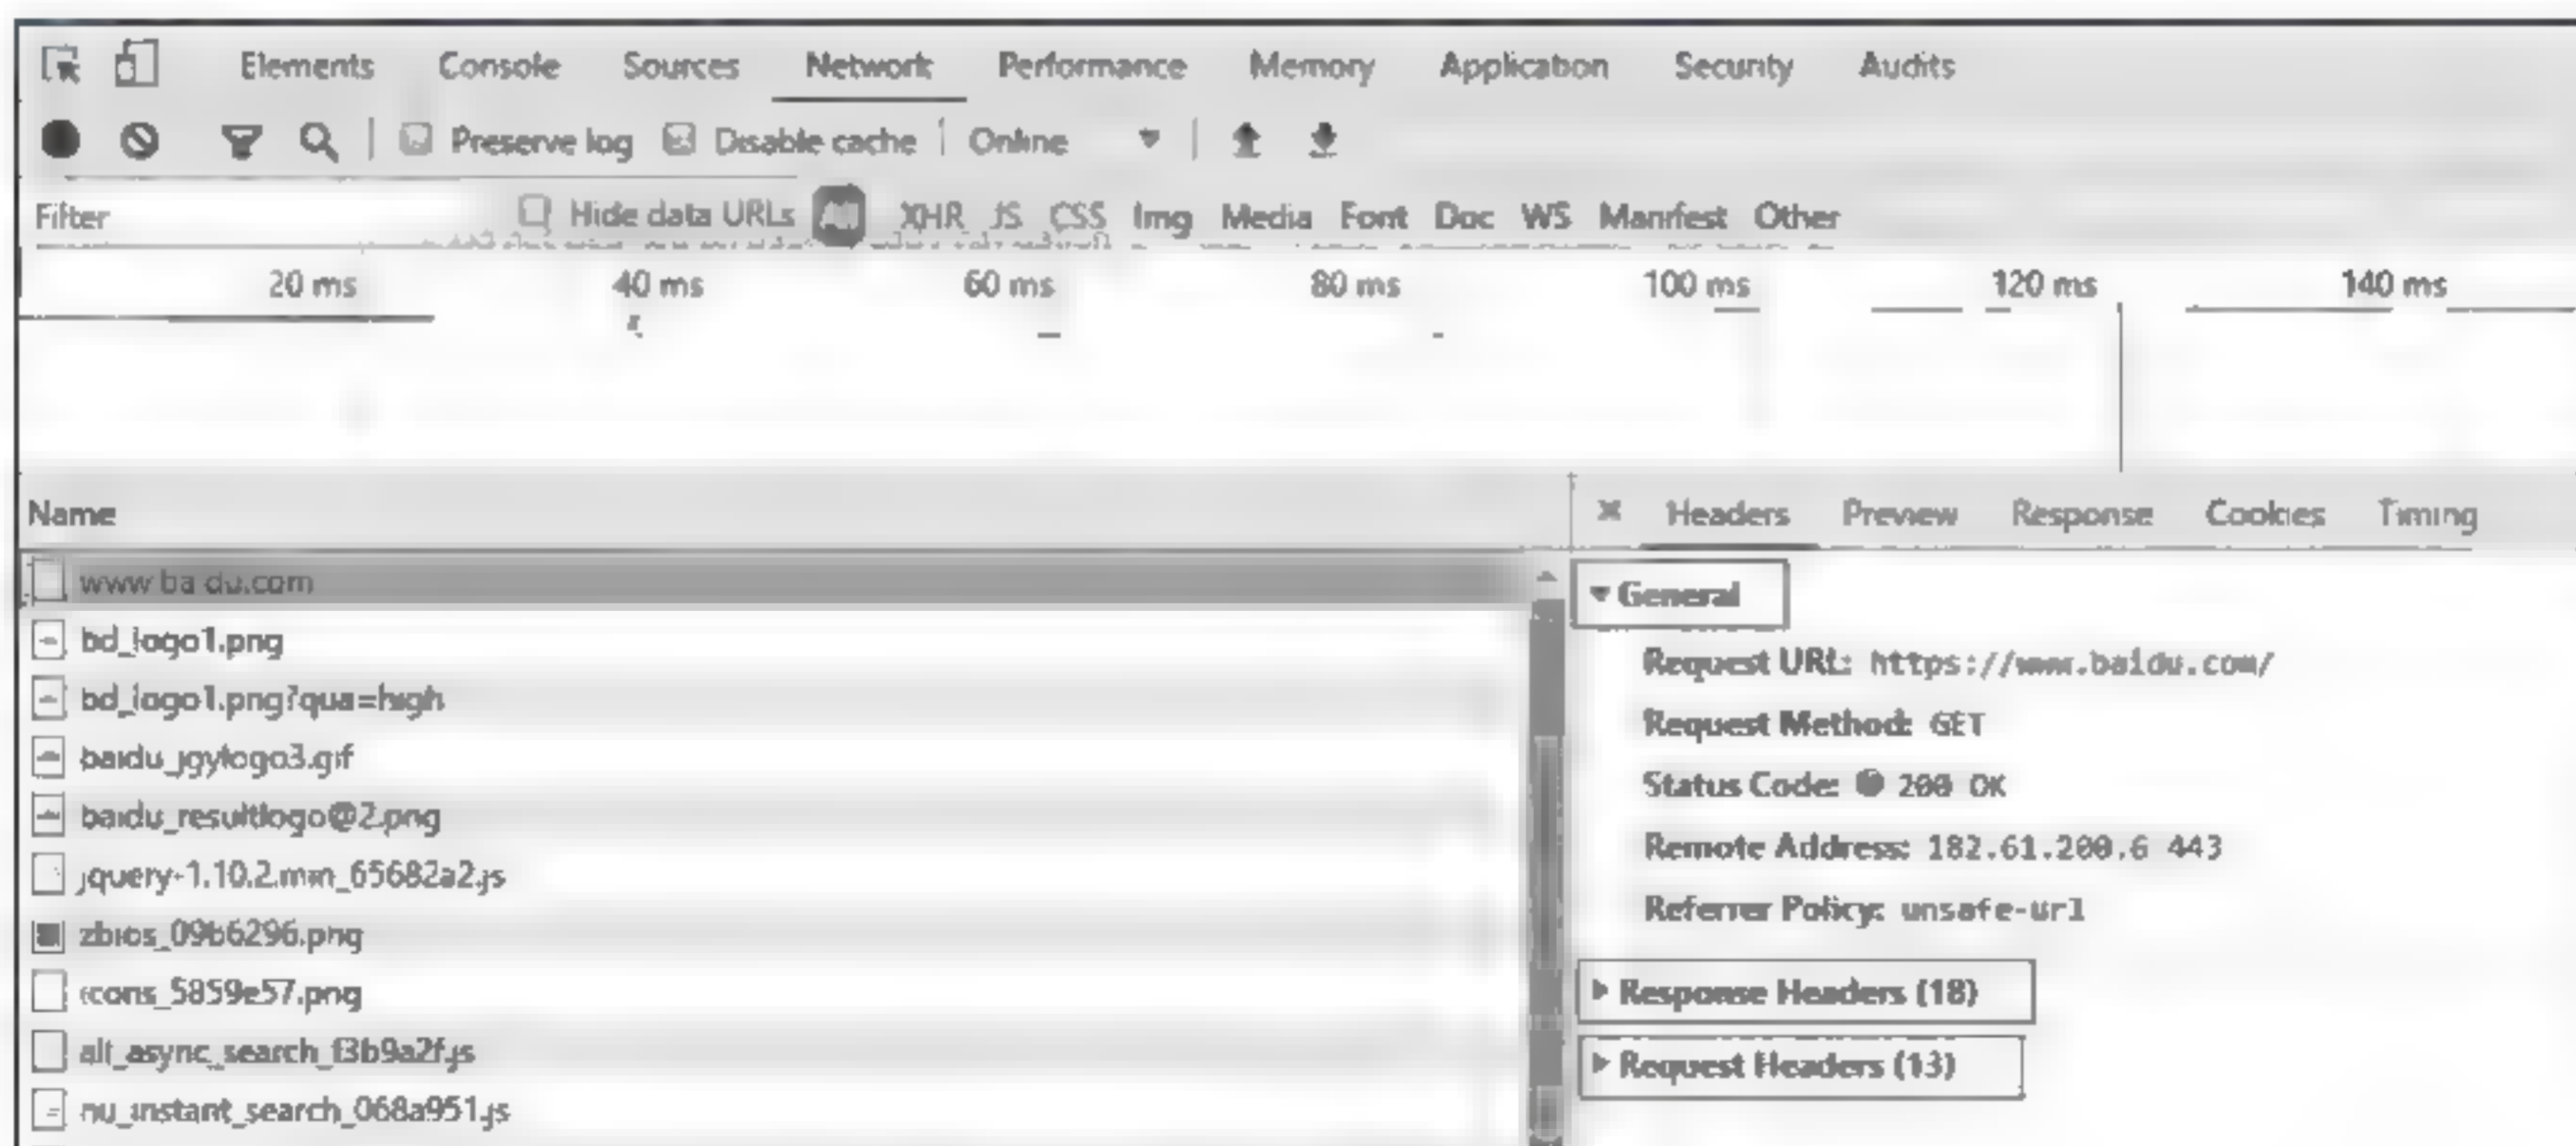 Elements Console Sources Network Performance Memory Application Security Audits
Preserve log Disable cache Online
Filter Hide data URLs All XHR JS CSS Img Media Font Doc WS Manifest Other
20 ms 40 ms 60 ms 80 ms 100 ms 120 ms 140 ms
Name
www.baidu.com
bd_logo1.png
bd_logo1.png?qua=high
baidu_jgylogo3.gif
baidu_resultlogo@2.png
jquery-1.10.2.min_65682a2.js
zbios_09b6296.png
icons_5859e57.png
all_async_search_f3b9a2f.js
nu_instant_search_068a951.js
× Headers Preview Response Cookies Timing
▼ General
Request URL: https://www.baidu.com/
Request Method: GET
Status Code: 200 OK
Remote Address: 182.61.200.6:443
Referrer Policy: unsafe-url
▶ Response Headers (18)
▶ Request Headers (13)